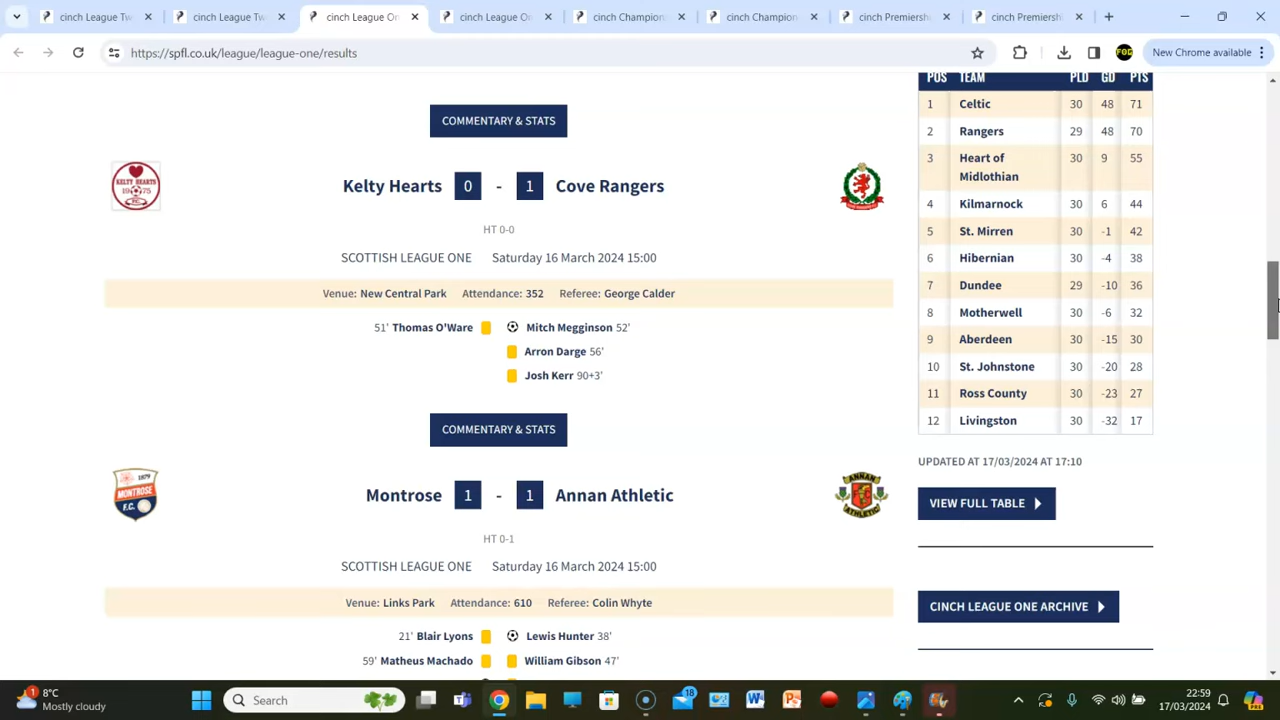 cinch League Tw
cinch League Tw
cinch League On
cinch League On
cinch Champion
cinch Champion
cinch Premiersh
cinch Premiersh
https://spfl.co.uk/league/league-one/results
New Chrome available
COMMENTARY & STATS
Kelty Hearts 0 - 1 Cove Rangers
HT 0-0
SCOTTISH LEAGUE ONE Saturday 16 March 2024 15:00
Venue: New Central Park Attendance: 352 Referee: George Calder
51' Thomas O'Ware Mitch Megginson 52'
Arron Darge 56'
Josh Kerr 90+3'
COMMENTARY & STATS
Montrose 1 - 1 Annan Athletic
HT 0-1
SCOTTISH LEAGUE ONE Saturday 16 March 2024 15:00
Venue: Links Park Attendance: 610 Referee: Colin Whyte
21' Blair Lyons Lewis Hunter 38'
59' Matheus Machado William Gibson 47'
POS TEAM PLD GD PTS
1 Celtic 30 48 71
2 Rangers 29 48 70
3 Heart of Midlothian 30 9 55
4 Kilmarnock 30 6 44
5 St. Mirren 30 -1 42
6 Hibernian 30 -4 38
7 Dundee 29 -10 36
8 Motherwell 30 -6 32
9 Aberdeen 30 -15 30
10 St. Johnstone 30 -20 28
11 Ross County 30 -23 27
12 Livingston 30 -32 17
UPDATED AT 17/03/2024 AT 17:10
VIEW FULL TABLE
CINCH LEAGUE ONE ARCHIVE
1
8°C
Mostly cloudy
Search
18
22:59
17/03/2024